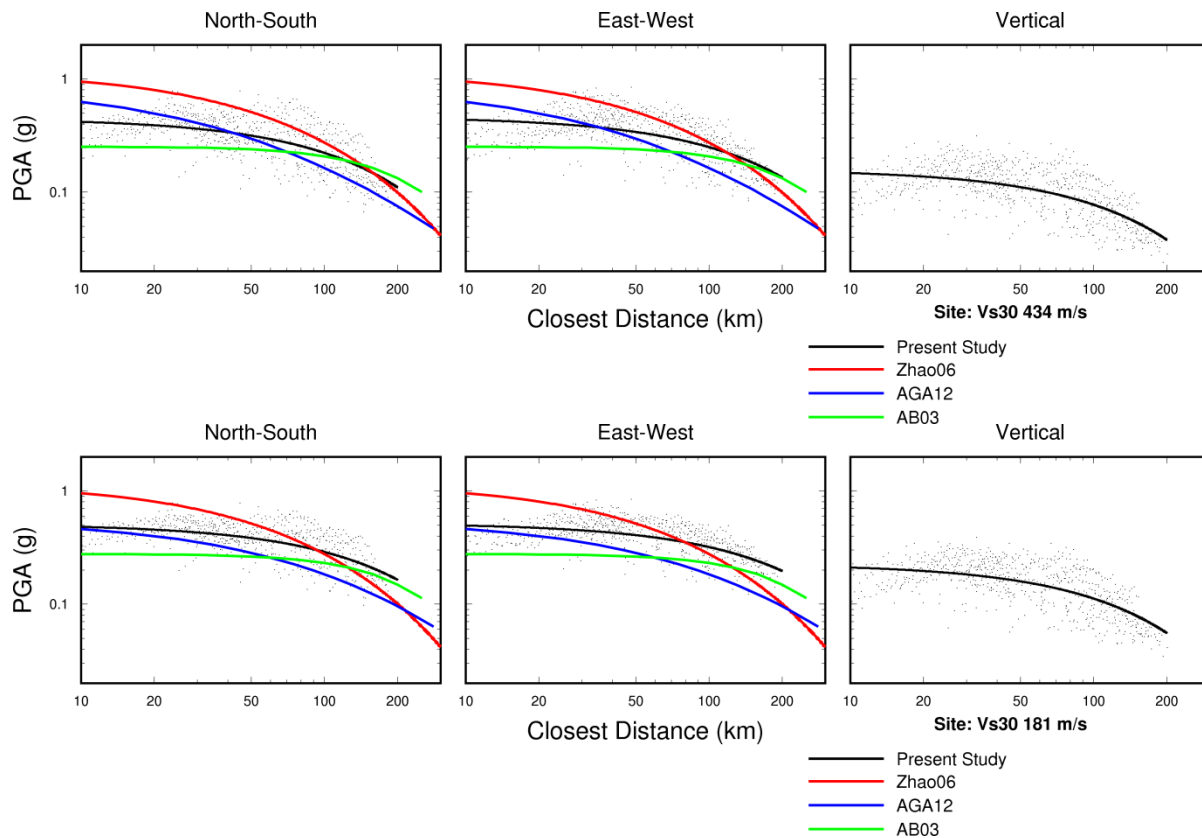 North-South East-West Vertical
PGA (g)
1
0.1
10 20 50 100 200 10 20 50 100 200 10 20 50 100 200
Closest Distance (km)
Site: Vs30 434 m/s
Present Study
Zhao06
AGA12
AB03
North-South East-West Vertical
PGA (g)
1
0.1
10 20 50 100 200 10 20 50 100 200 10 20 50 100 200
Closest Distance (km)
Site: Vs30 181 m/s
Present Study
Zhao06
AGA12
AB03